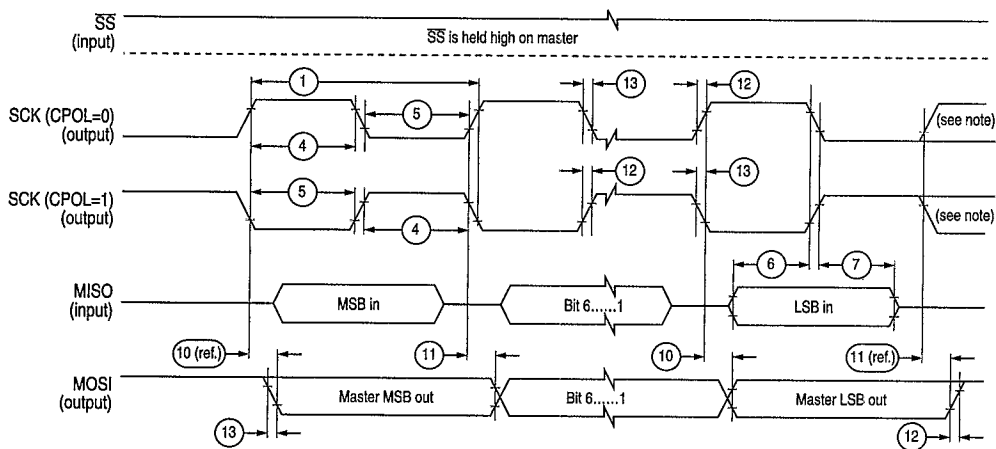 SS
(input)
SS is held high on master
1
13
12
SCK (CPOL=0)
(output)
5
(see note)
4
12
13
SCK (CPOL=1)
(output)
5
(see note)
4
6
7
MISO
(input)
MSB in
Bit 6......1
LSB in
10 (ref.)
11
10
11 (ref.)
MOSI
(output)
Master MSB out
Bit 6......1
Master LSB out
13
12